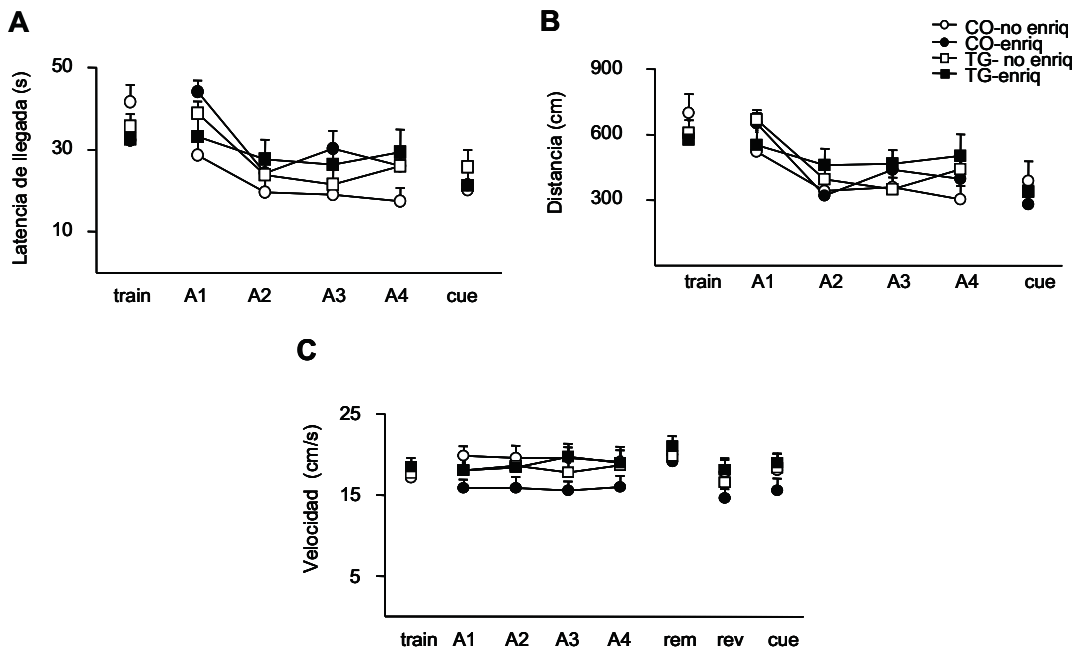 A
Latencia de llegada (s)
50
30
10
train A1 A2 A3 A4 cue
B
CO-no enriq
CO-enriq
TG- no enriq
TG-enriq
Distancia (cm)
900
600
300
train A1 A2 A3 A4 cue
C
Velocidad (cm/s)
25
15
5
train A1 A2 A3 A4 rem rev cue